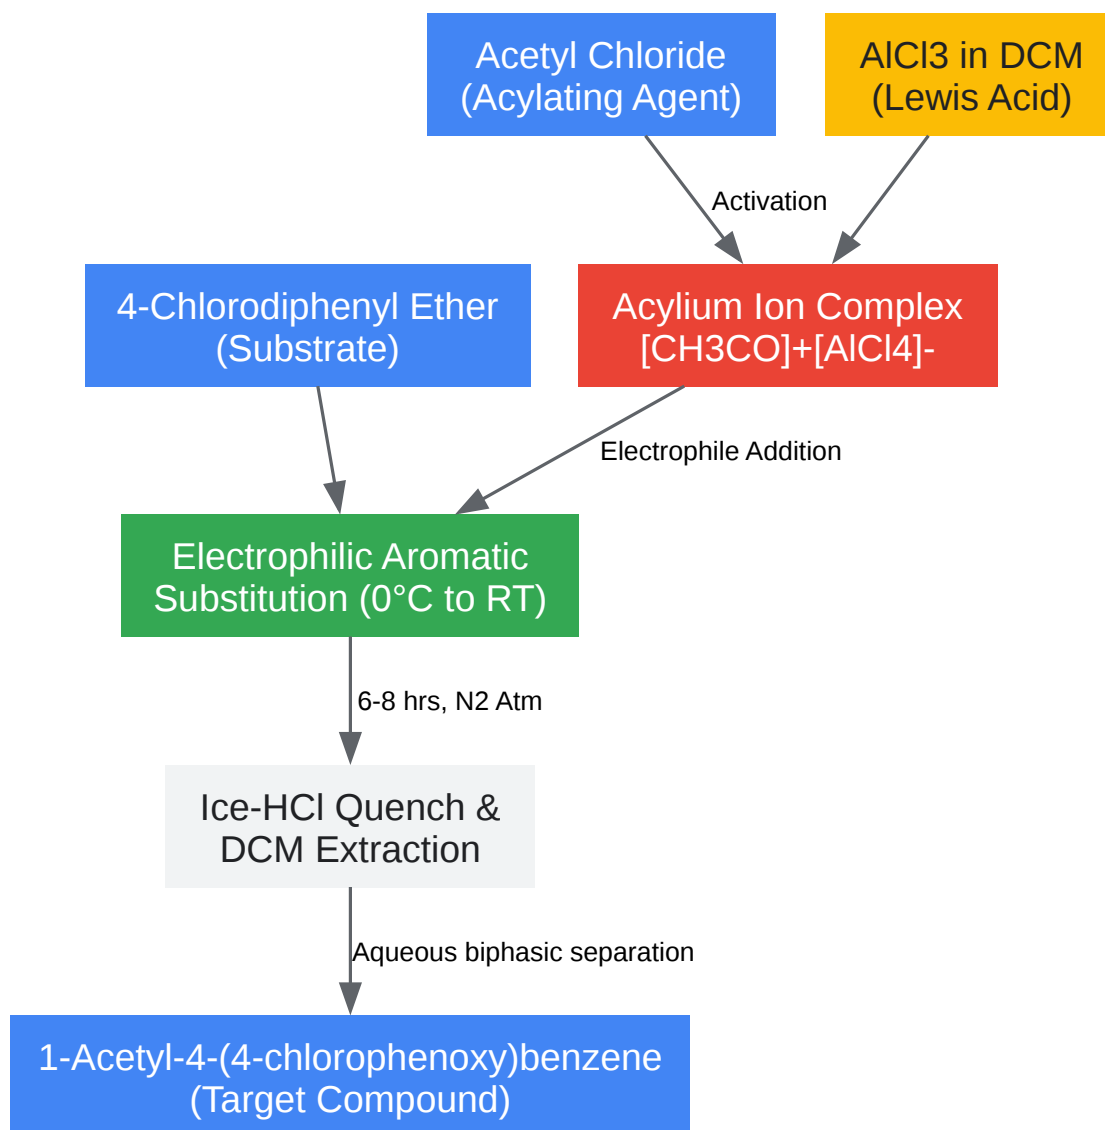 Acetyl Chloride
(Acylating Agent)
AlCl3 in DCM
(Lewis Acid)
Activation
4-Chlorodiphenyl Ether
(Substrate)
Acylium Ion Complex
[CH3CO]+[AlCl4]-
Electrophile Addition
Electrophilic Aromatic
Substitution (0°C to RT)
6-8 hrs, N2 Atm
Ice-HCl Quench &
DCM Extraction
Aqueous biphasic separation
1-Acetyl-4-(4-chlorophenoxy)benzene
(Target Compound)